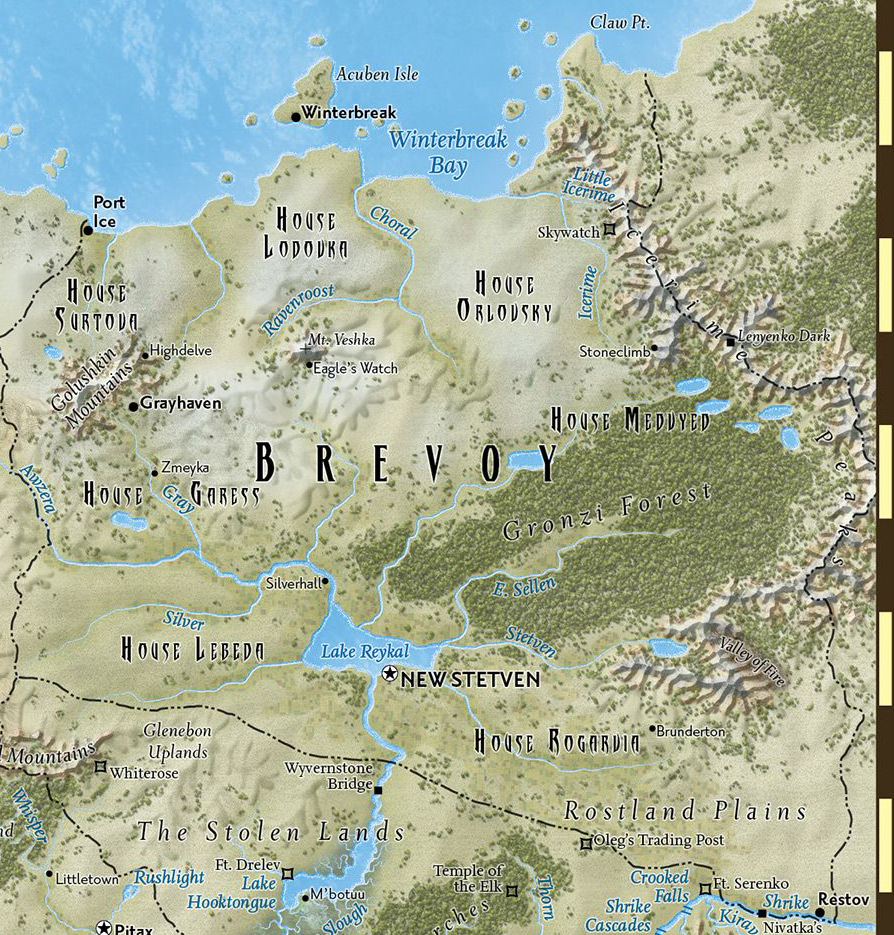 Claw Pt.
Acuben Isle
Winterbreak
Winterbreak
Bay
Little
Icerime
Port
Ice
House
Lodovka
Choral
Skywatch
House
Surtova
House
Orlovsky
Icerime
Ravenroost
Icerime
Peaks
Mt. Veshka
Eagle's Watch
Highdelve
Golushkin
Mountains
Stoneclimb
Lenyenko Dark
Grayhaven
House Medvyed
BREVOY
Zmeyka
House Garess
Gray
Awzera
Gronzi Forest
Silverhall
E. Sellen
Silver
Stetven
House Lebeda
Lake Reykal
Valley of Fire
NEW STETVEN
Glenebon
Uplands
House Rogarvia
Brunderton
Mountains
Whiterose
Wyvernstone
Bridge
Whisper
Rostland Plains
The Stolen Lands
Oleg's Trading Post
Littletown
Rushlight
Ft. Drelev
Lake
Hooktongue
M'botuu
Slough
Temple of
the Elk
Thorn
Crooked
Falls
Ft. Serenko
Shrike
Cascades
Shrike
Restov
Nivatka's
Pitax